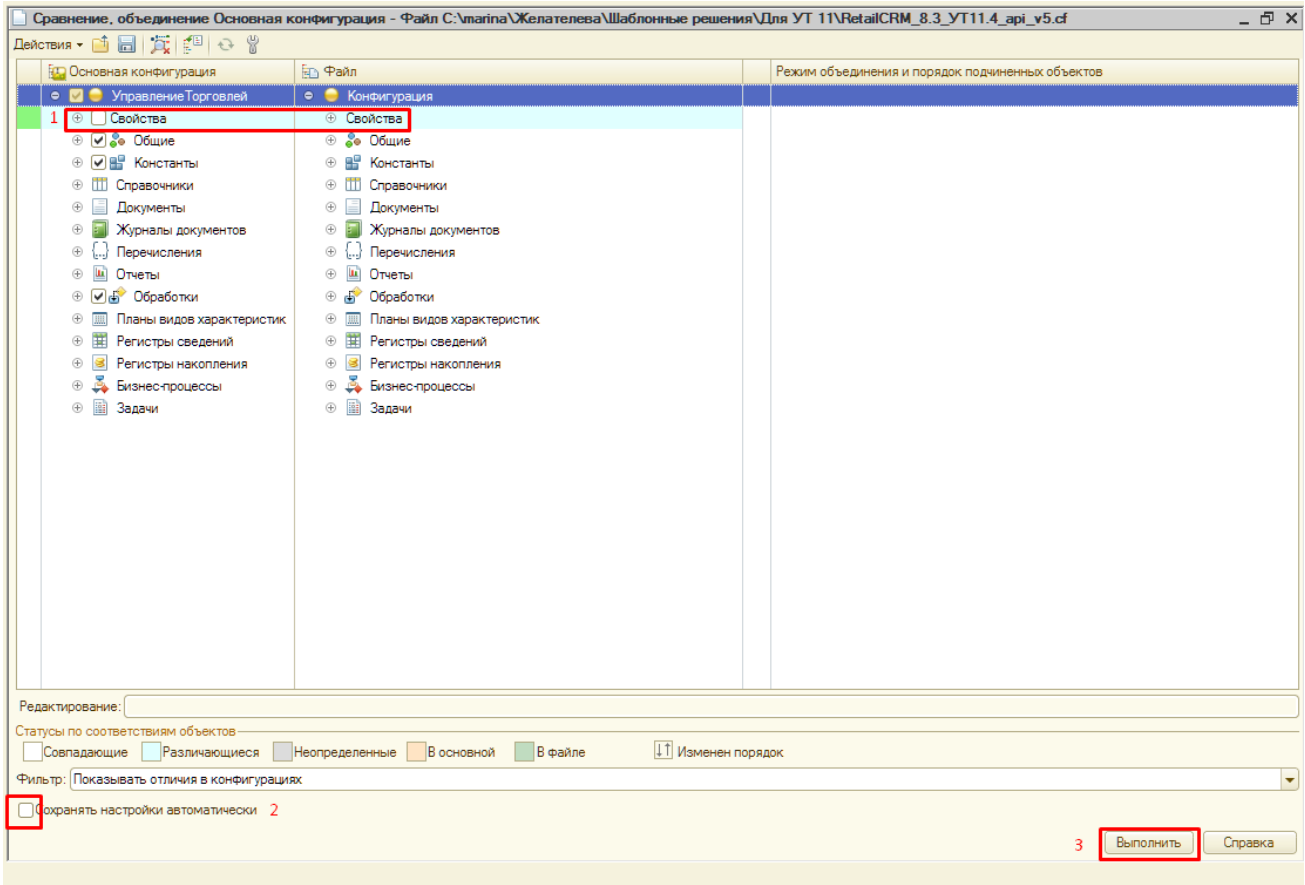 Сравнение, объединение Основная конфигурация - Файл C:\marina\Желателева\Шаблонные решения\Для УТ 11\RetailCRM_8.3_УТ11.4_api_v5.cf
Действия
Основная конфигурация Файл Режим объединения и порядок подчиненных объектов
УправлениеТорговлей Конфигурация
1 Свойства Свойства
Общие Общие
Константы Константы
Справочники Справочники
Документы Документы
Журналы документов Журналы документов
Перечисления Перечисления
Отчеты Отчеты
Обработки Обработки
Планы видов характеристик Планы видов характеристик
Регистры сведений Регистры сведений
Регистры накопления Регистры накопления
Бизнес-процессы Бизнес-процессы
Задачи Задачи
Редактирование:
Статусы по соответствиям объектов
Совпадающие Различающиеся Неопределенные В основной В файле Изменен порядок
Фильтр: Показывать отличия в конфигурациях
Сохранять настройки автоматически 2
3 Выполнить Справка